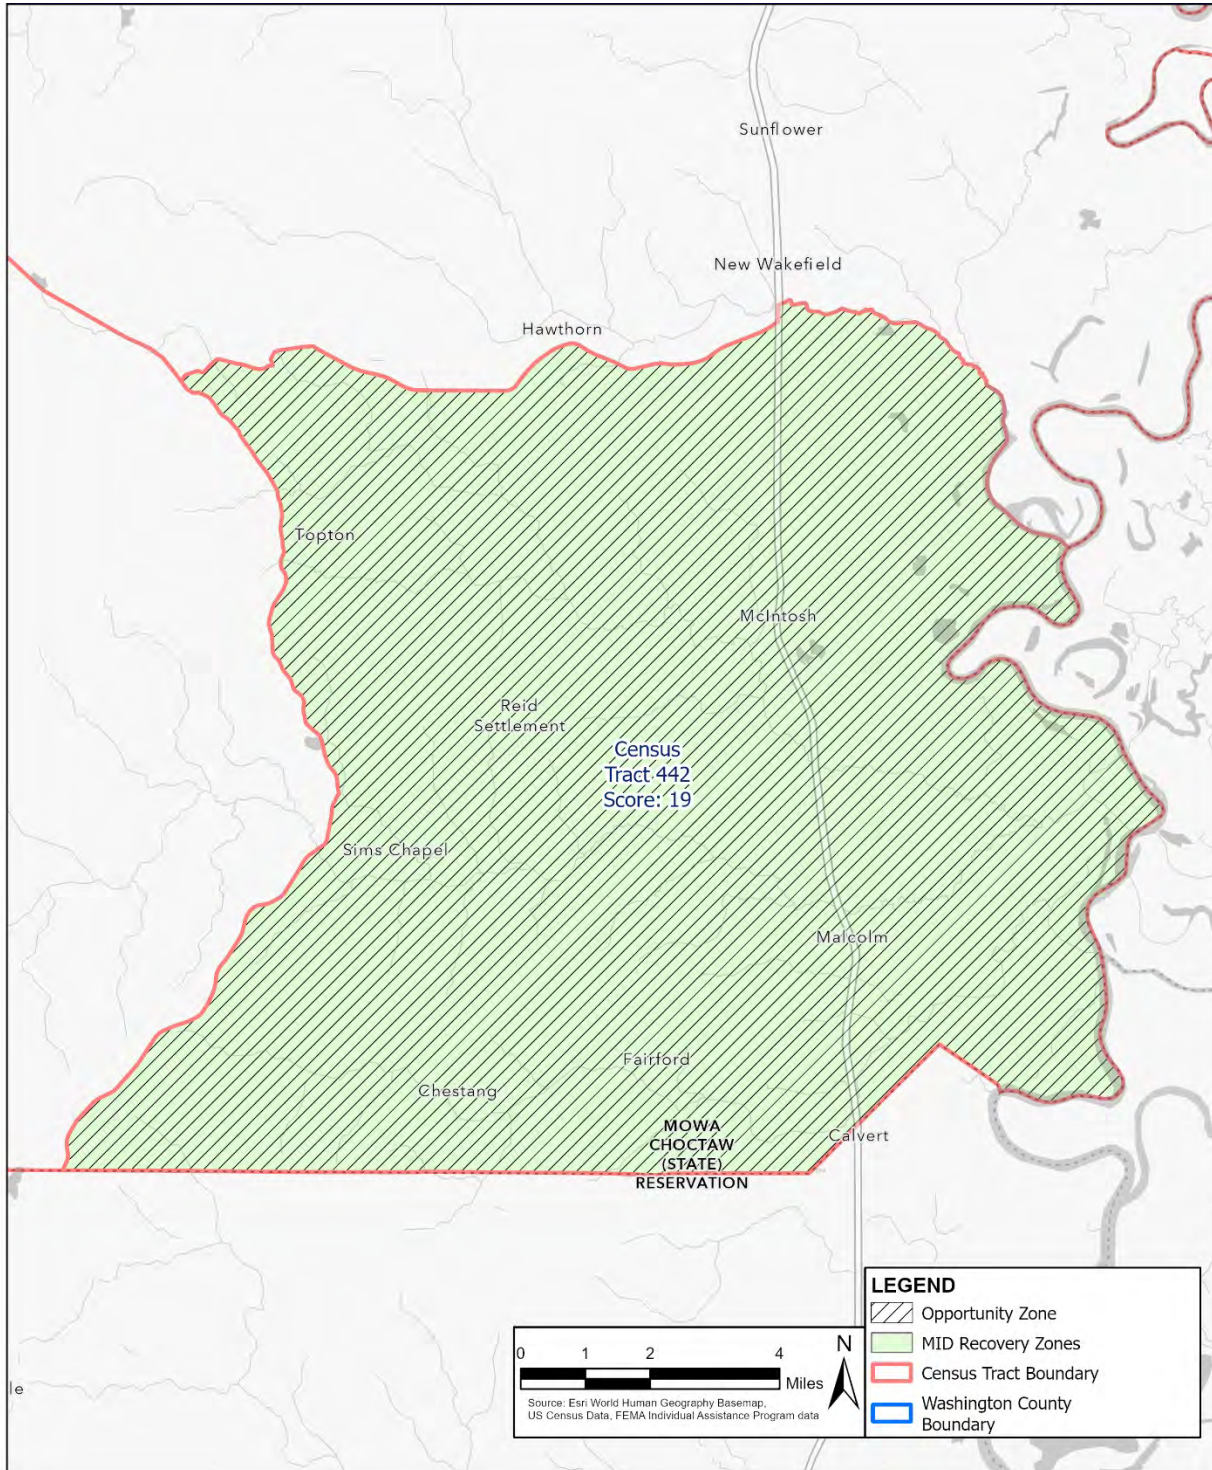 Sunflower
New Wakefield
Hawthorn
Topton
McIntosh
Reid
Settlement
Census
Tract 442
Score: 19
Sims Chapel
Malcolm
Fairford
Chestang
MOWA
CHOCTAW
(STATE)
RESERVATION
Calvert
le
LEGEND
Opportunity Zone
MID Recovery Zones
Census Tract Boundary
Washington County
Boundary
0 1 2 4
Miles
N
Source: Esri World Human Geography Basemap,
US Census Data, FEMA Individual Assistance Program data